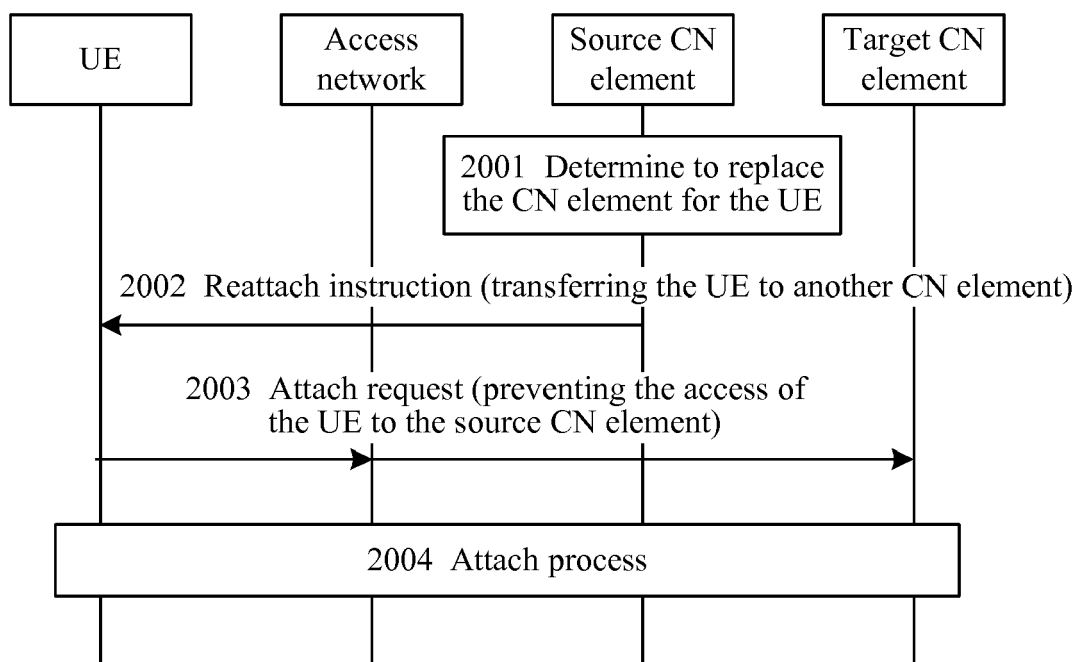 UE
Access
network
Source CN
element
Target CN
element
2001 Determine to replace
the CN element for the UE
2002 Reattach instruction (transferring the UE to another CN element)
2003 Attach request (preventing the access of
the UE to the source CN element)
2004 Attach process